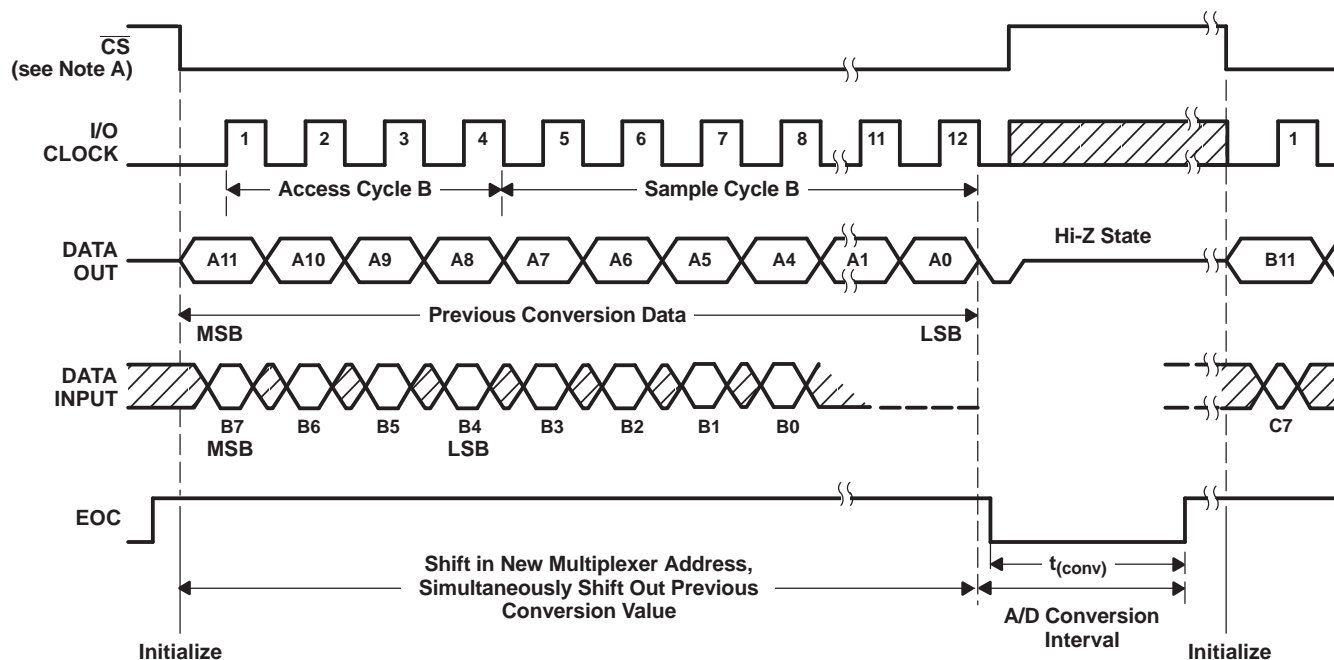 CS
(see Note A)
I/O
CLOCK
1 2 3 4 5 6 7 8 11 12 1
Access Cycle B Sample Cycle B
DATA
OUT
A11 A10 A9 A8 A7 A6 A5 A4 A1 A0 Hi-Z State B11
Previous Conversion Data
MSB LSB
DATA
INPUT
B7 B6 B5 B4 B3 B2 B1 B0 C7
MSB LSB
EOC
Shift in New Multiplexer Address,
Simultaneously Shift Out Previous
Conversion Value
t(conv)
A/D Conversion
Interval
Initialize Initialize